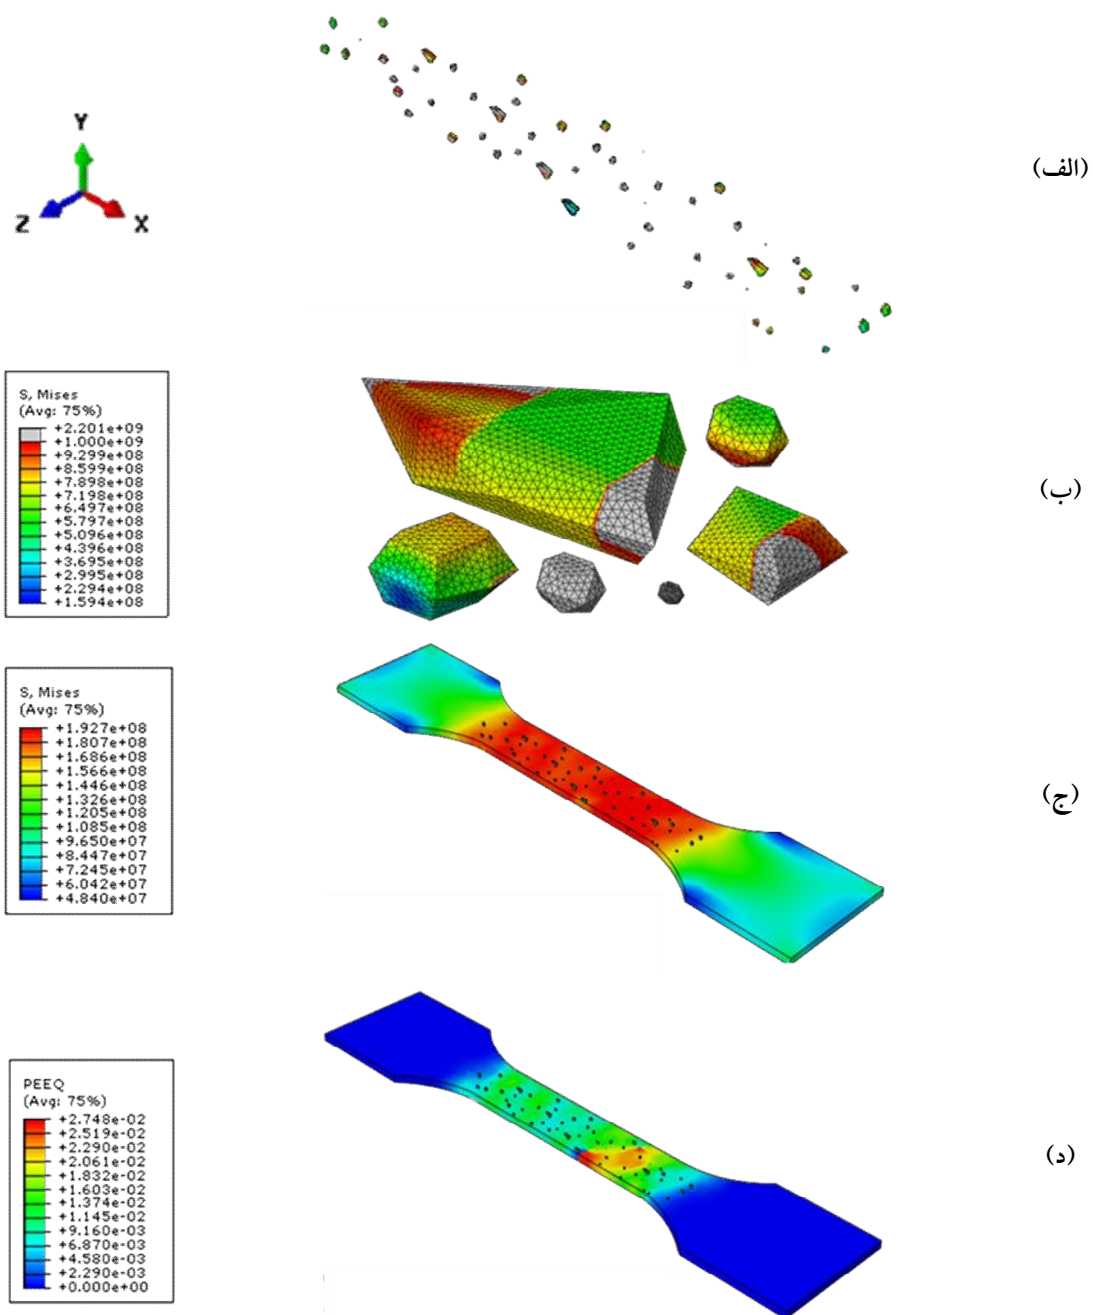 (الف)
Y
Z
X
S, Mises
(Avg: 75%)
+2.201e+09
+1.000e+09
+9.299e+08
+8.599e+08
+7.898e+08
+7.198e+08
+6.497e+08
+5.797e+08
+5.096e+08
+4.396e+08
+3.695e+08
+2.995e+08
+2.294e+08
+1.594e+08
(ب)
S, Mises
(Avg: 75%)
+1.927e+08
+1.807e+08
+1.686e+08
+1.566e+08
+1.446e+08
+1.326e+08
+1.205e+08
+1.085e+08
+9.650e+07
+8.447e+07
+7.245e+07
+6.042e+07
+4.840e+07
(ج)
PEEQ
(Avg: 75%)
+2.748e-02
+2.519e-02
+2.290e-02
+2.061e-02
+1.832e-02
+1.603e-02
+1.374e-02
+1.145e-02
+9.160e-03
+6.870e-03
+4.580e-03
+2.290e-03
+0.000e+00
(د)